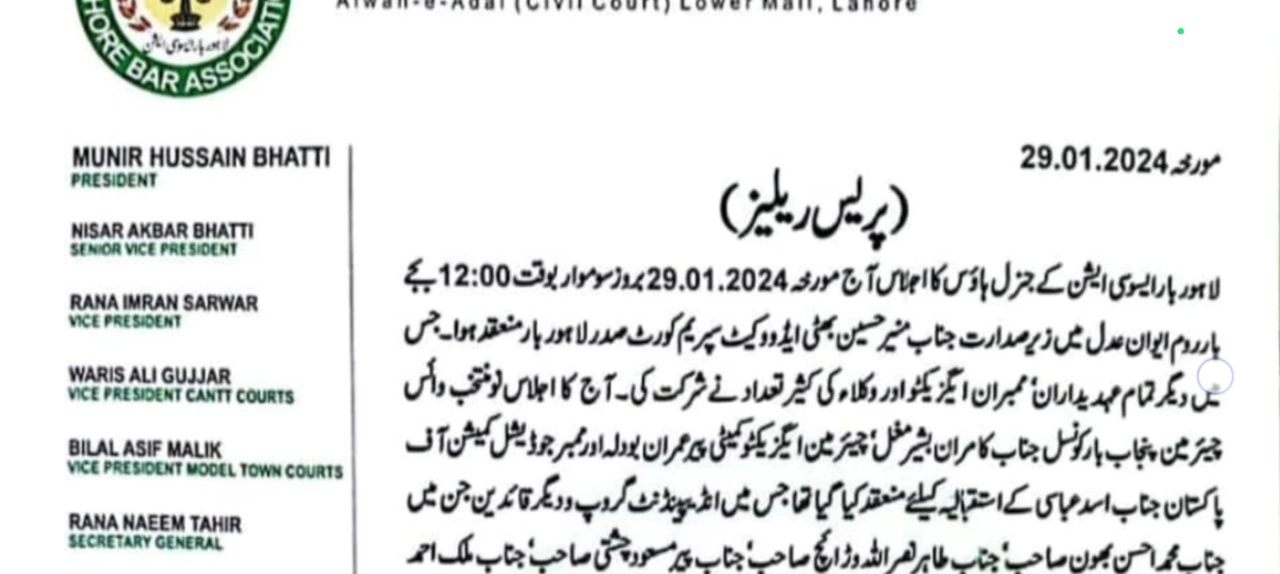 Aiwan-e-Adal (Civil Court) Lower Mall, Lahore
لاہور بار ایسوسی ایشن
HORE BAR ASSOCIATI
MUNIR HUSSAIN BHATTI
PRESIDENT
NISAR AKBAR BHATTI
SENIOR VICE PRESIDENT
RANA IMRAN SARWAR
VICE PRESIDENT
WARIS ALI GUJJAR
VICE PRESIDENT CANTT COURTS
BILAL ASIF MALIK
VICE PRESIDENT MODEL TOWN COURTS
RANA NAEEM TAHIR
SECRETARY GENERAL
مورخہ 29.01.2024
(پریس ریلیز)
لاہور بار ایسوسی ایشن کے جنرل ہاؤس کا اجلاس آج مورخہ 29.01.2024 بروز سوموار بوقت 12:00 بجے
بار روم ایوان عدل میں زیر صدارت جناب منیر حسین بھٹی ایڈووکیٹ سپریم کورٹ صدر لاہور بار منعقد ہوا۔ جس
میں دیگر تمام عہدیداران' ممبران ایگزیکٹو اور وکلاء کی کثیر تعداد نے شرکت کی۔ آج کا اجلاس نو منتخب وائس
چیئرمین پنجاب بار کونسل جناب کامران بشیر مغل' چیئرمین ایگزیکٹو کمیٹی پیر عمران بودلہ اور ممبر جوڈیشل کمیشن آف
پاکستان جناب اسد عباسی کے استقبالیہ کیلئے منعقد کیا گیا تھا جس میں انڈیپینڈنٹ گروپ و دیگر قائدین جن میں
جناب محمد احسن بھون صاحب' جناب طاہر نصر اللہ وڑائچ صاحب' جناب پیر مسعود چشتی صاحب' جناب ملک احمد